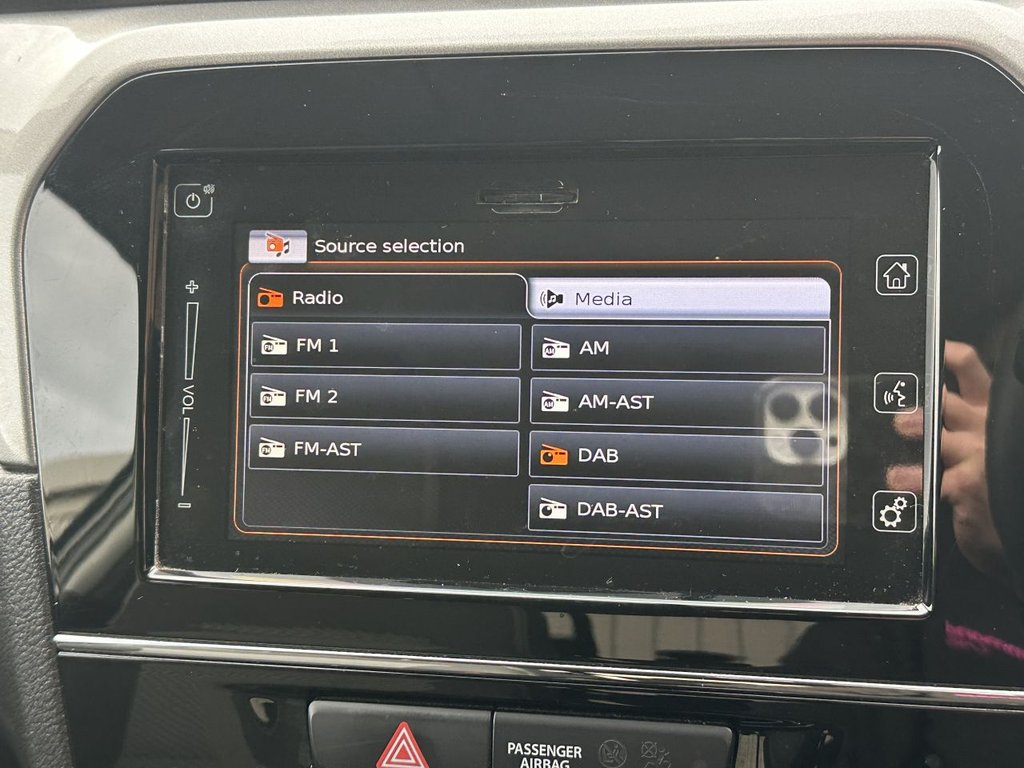 Source selection
Radio
Media
FM 1
AM
FM 2
AM-AST
FM-AST
DAB
DAB-AST
+
VOL
-
PASSENGER
AIRBAG